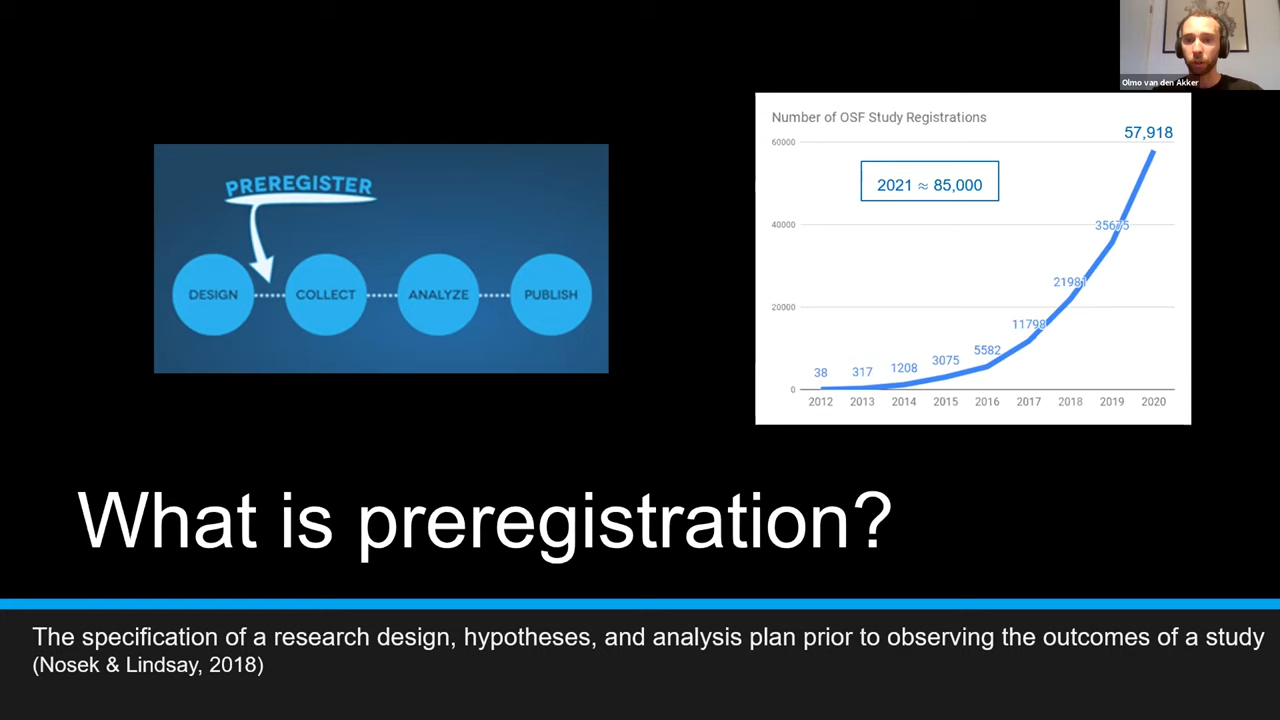 Olmo van den Akker
PREREGISTER
DESIGN
COLLECT
ANALYZE
PUBLISH
Number of OSF Study Registrations
57,918
60000
2021 ≈ 85,000
40000
35675
21981
20000
11798
5582
3075
1208
317
38
0
2012 2013 2014 2015 2016 2017 2018 2019 2020
What is preregistration?
The specification of a research design, hypotheses, and analysis plan prior to observing the outcomes of a study
(Nosek & Lindsay, 2018)